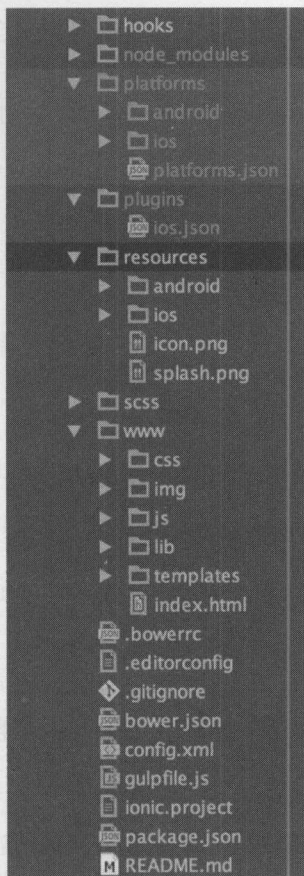 hooks
node_modules
platforms
android
ios
platforms.json
plugins
ios.json
resources
android
ios
icon.png
splash.png
scss
www
css
img
js
lib
templates
index.html
.bowerrc
.editorconfig
.gitignore
bower.json
config.xml
gulpfile.js
ionic.project
package.json
README.md